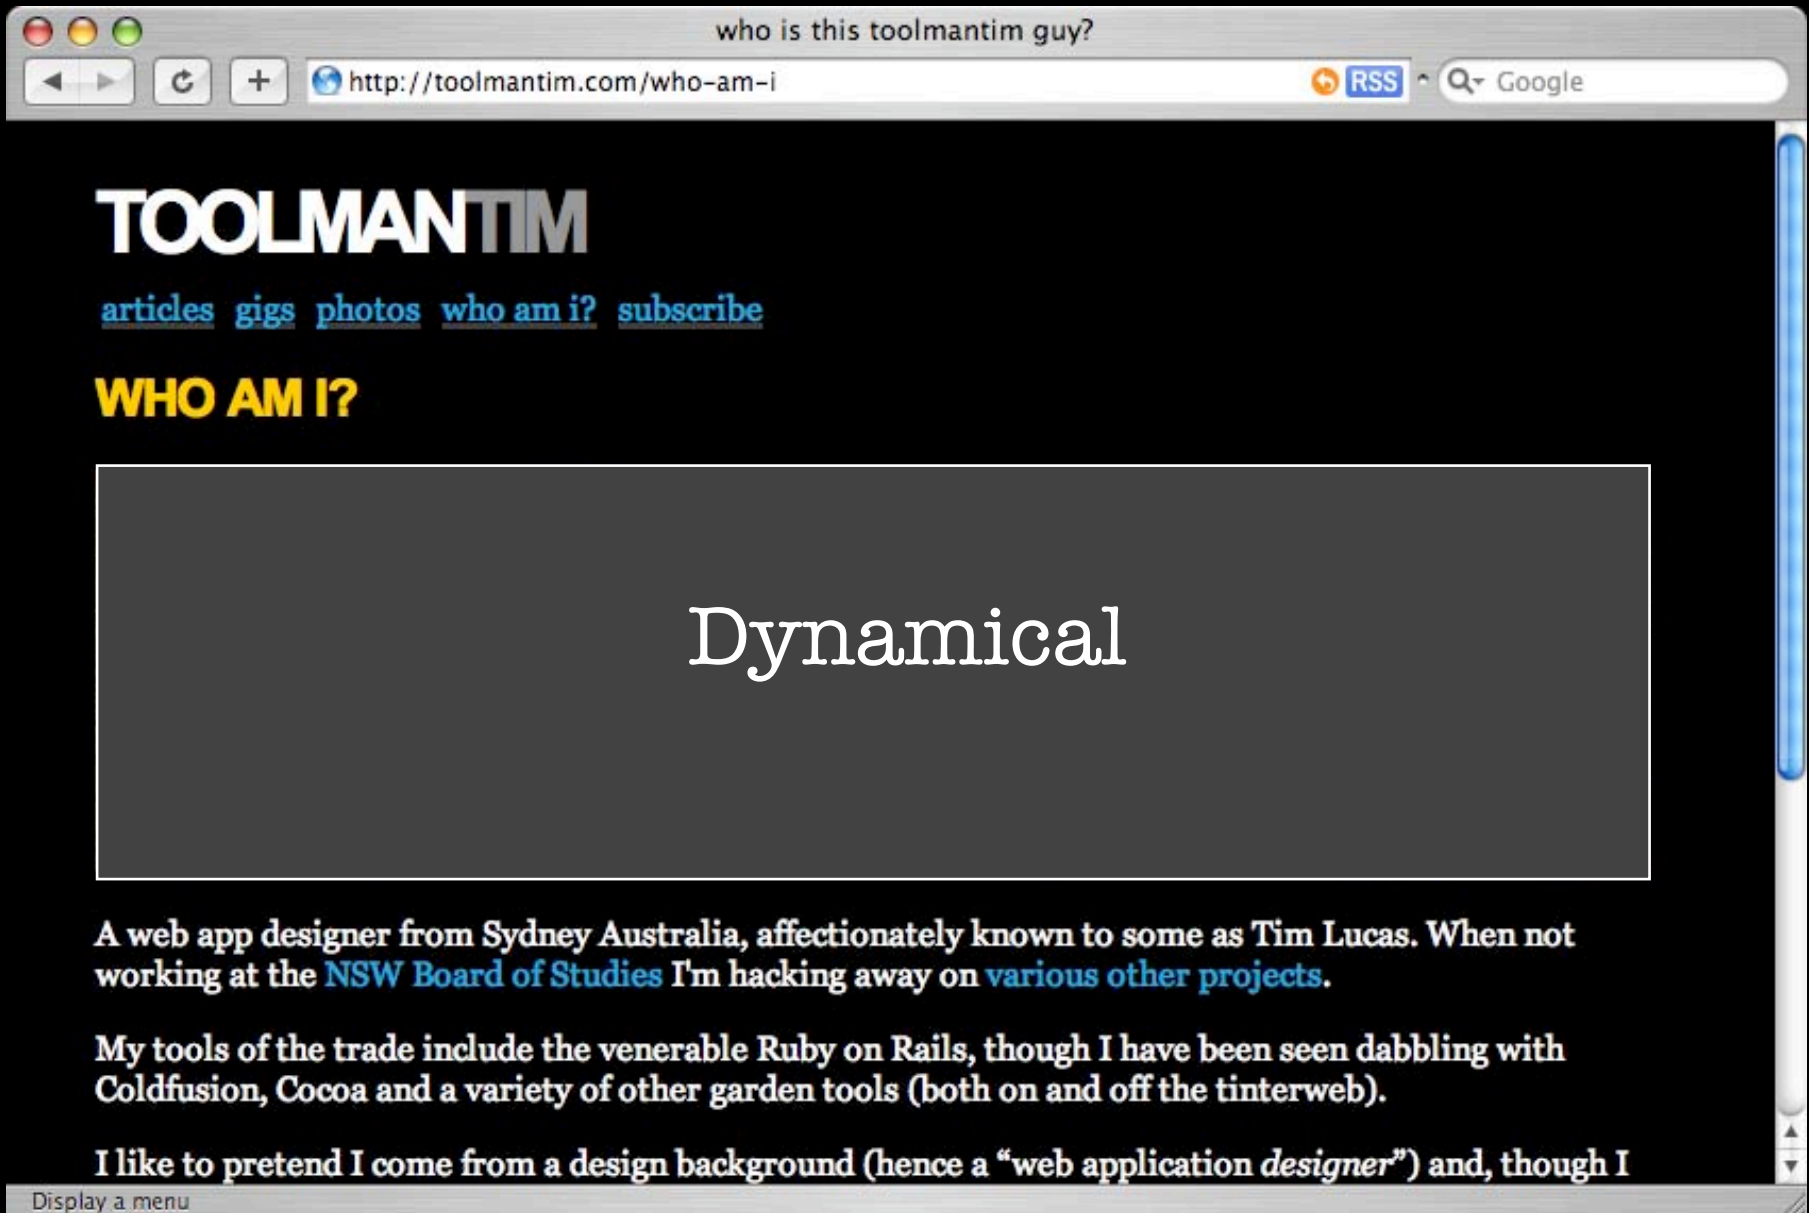 who is this toolmantim guy?
http://toolmantim.com/who-am-i RSS Google
TOOLMANTIM
articles gigs photos who am i? subscribe
WHO AM I?
Dynamical
A web app designer from Sydney Australia, affectionately known to some as Tim Lucas. When not
working at the NSW Board of Studies I'm hacking away on various other projects.
My tools of the trade include the venerable Ruby on Rails, though I have been seen dabbling with
Coldfusion, Cocoa and a variety of other garden tools (both on and off the tinterweb).
I like to pretend I come from a design background (hence a “web application designer”) and, though I
Display a menu